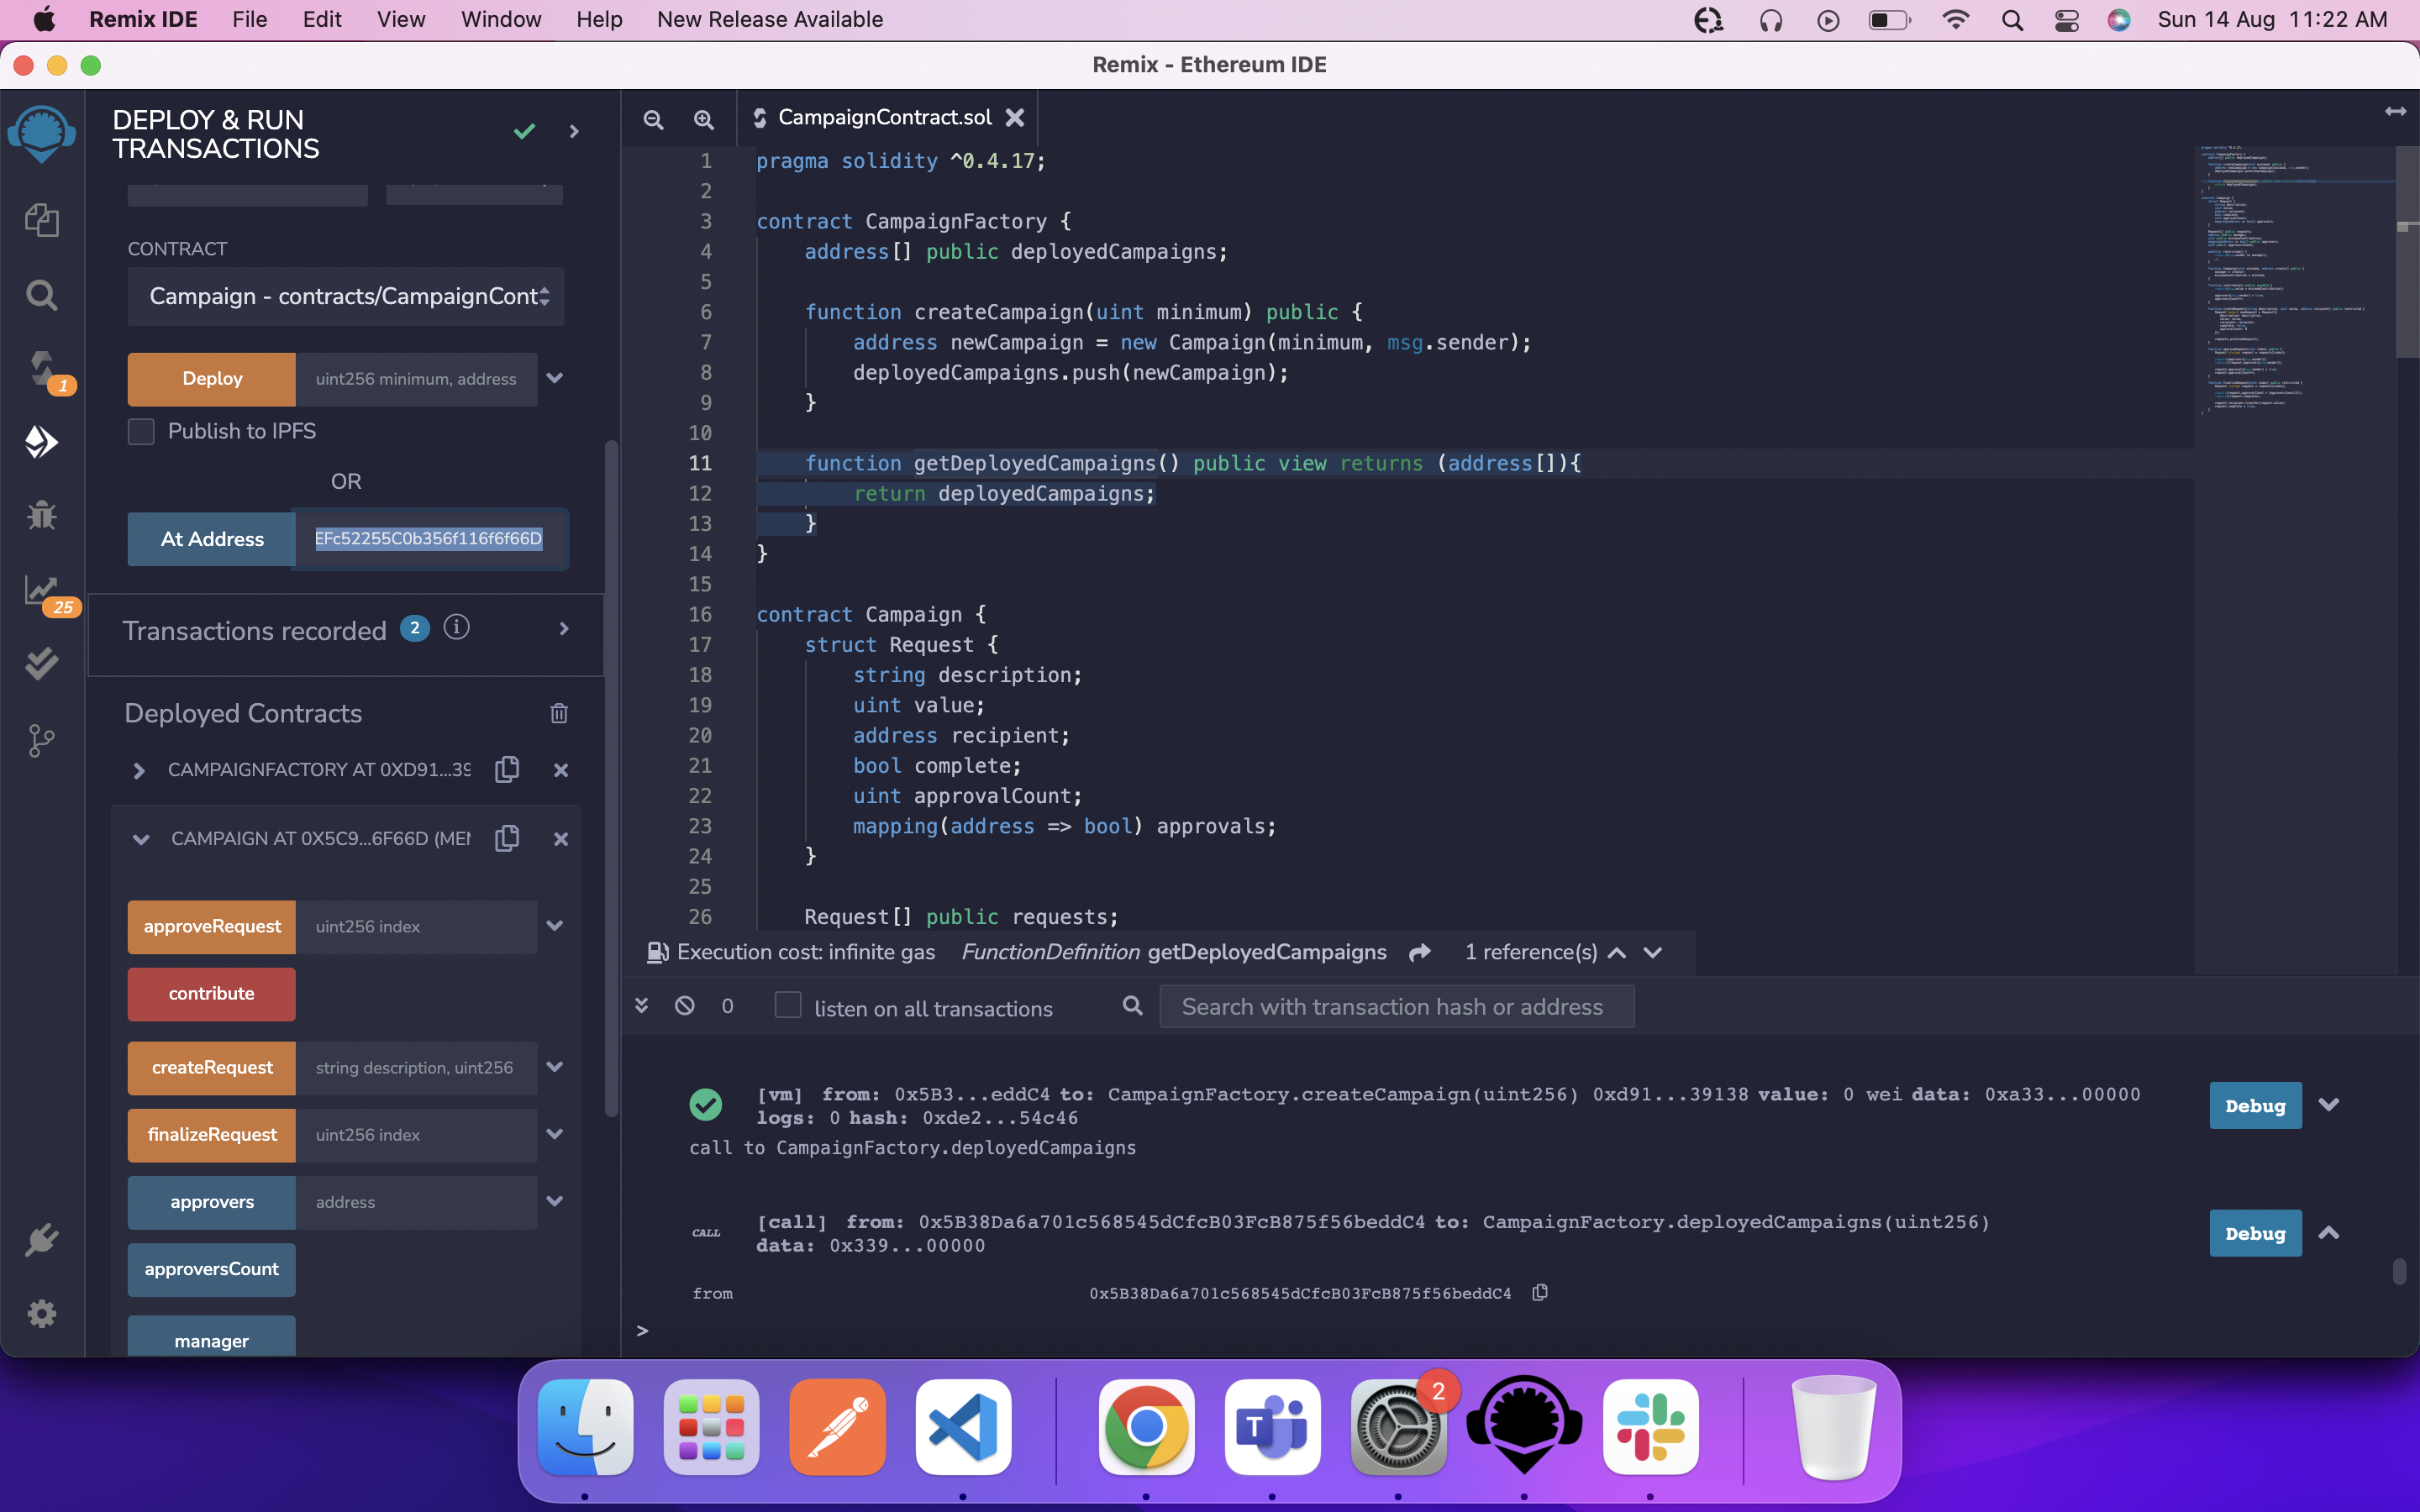 Remix IDE File Edit View Window Help New Release Available Sun 14 Aug 11:22 AM
Remix - Ethereum IDE
DEPLOY & RUN
TRANSACTIONS
CONTRACT
Campaign - contracts/CampaignCont
Deploy uint256 minimum, address
Publish to IPFS
OR
At Address EFc52255C0b356f116f6f66D
Transactions recorded 2 i
Deployed Contracts
CAMPAIGNFACTORY AT 0XD91...39
CAMPAIGN AT 0X5C9...6F66D (MEM
approveRequest uint256 index
contribute
createRequest string description, uint256
finalizeRequest uint256 index
approvers address
approversCount
manager
1
25
CampaignContract.sol
1 pragma solidity ^0.4.17;
2
3 contract CampaignFactory {
4 address[] public deployedCampaigns;
5
6 function createCampaign(uint minimum) public {
7 address newCampaign = new Campaign(minimum, msg.sender);
8 deployedCampaigns.push(newCampaign);
9 }
10
11 function getDeployedCampaigns() public view returns (address[]){
12 return deployedCampaigns;
13 }
14 }
15
16 contract Campaign {
17 struct Request {
18 string description;
19 uint value;
20 address recipient;
21 bool complete;
22 uint approvalCount;
23 mapping(address => bool) approvals;
24 }
25
26 Request[] public requests;
Execution cost: infinite gas FunctionDefinition getDeployedCampaigns 1 reference(s)
0 listen on all transactions Search with transaction hash or address
[vm] from: 0x5B3...eddC4 to: CampaignFactory.createCampaign(uint256) 0xd91...39138 value: 0 wei data: 0xa33...00000 Debug
logs: 0 hash: 0xde2...54c46
call to CampaignFactory.deployedCampaigns
CALL [call] from: 0x5B38Da6a701c568545dCfcB03FcB875f56beddC4 to: CampaignFactory.deployedCampaigns(uint256) Debug
data: 0x339...00000
from 0x5B38Da6a701c568545dCfcB03FcB875f56beddC4
>
T
2